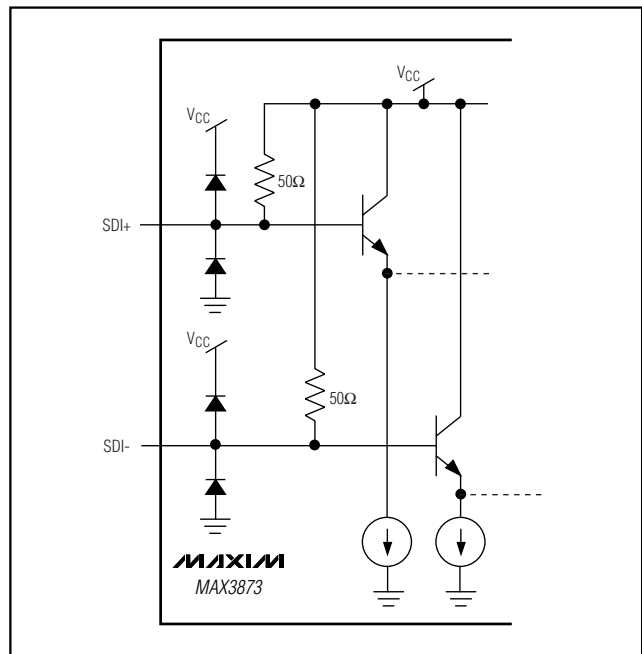 VCC
VCC
50Ω
SDI+
VCC
50Ω
SDI-
MAXIM
MAX3873